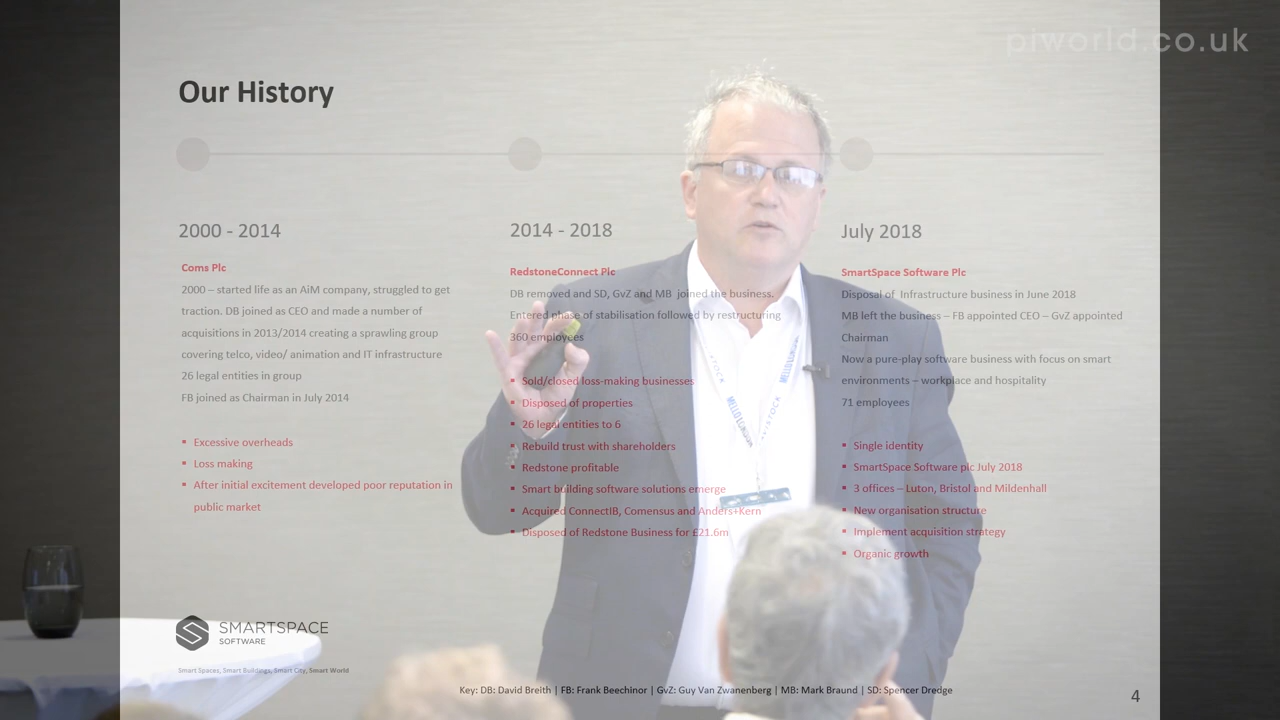 piworld.co.uk
Our History
2000 - 2014
Coms Plc
2000 – started life as an AiM company, struggled to get
traction. DB joined as CEO and made a number of
acquisitions in 2013/2014 creating a sprawling group
covering telco, video/ animation and IT infrastructure
26 legal entities in group
FB joined as Chairman in July 2014
▪ Excessive overheads
▪ Loss making
▪ After initial excitement developed poor reputation in
public market
2014 - 2018
RedstoneConnect Plc
DB removed and SD, GvZ and MB joined the business.
Entered phase of stabilisation followed by restructuring
360 employees
▪ Sold/closed loss-making businesses
▪ Disposed of properties
▪ 26 legal entities to 6
▪ Rebuild trust with shareholders
▪ Redstone profitable
▪ Smart building software solutions emerge
▪ Acquired ConnectIB, Comensus and Anders+Kern
▪ Disposed of Redstone Business for £21.6m
July 2018
SmartSpace Software Plc
Disposal of Infrastructure business in June 2018
MB left the business – FB appointed CEO – GvZ appointed
Chairman
Now a pure-play software business with focus on smart
environments – workplace and hospitality
71 employees
▪ Single identity
▪ SmartSpace Software plc July 2018
▪ 3 offices – Luton, Bristol and Mildenhall
▪ New organisation structure
▪ Implement acquisition strategy
▪ Organic growth
MELLO LONDON
SMARTSPACE
SOFTWARE
Smart Spaces, Smart Buildings, Smart City, Smart World
Key: DB: David Breith | FB: Frank Beechinor | GvZ: Guy Van Zwanenberg | MB: Mark Braund | SD: Spencer Dredge
4